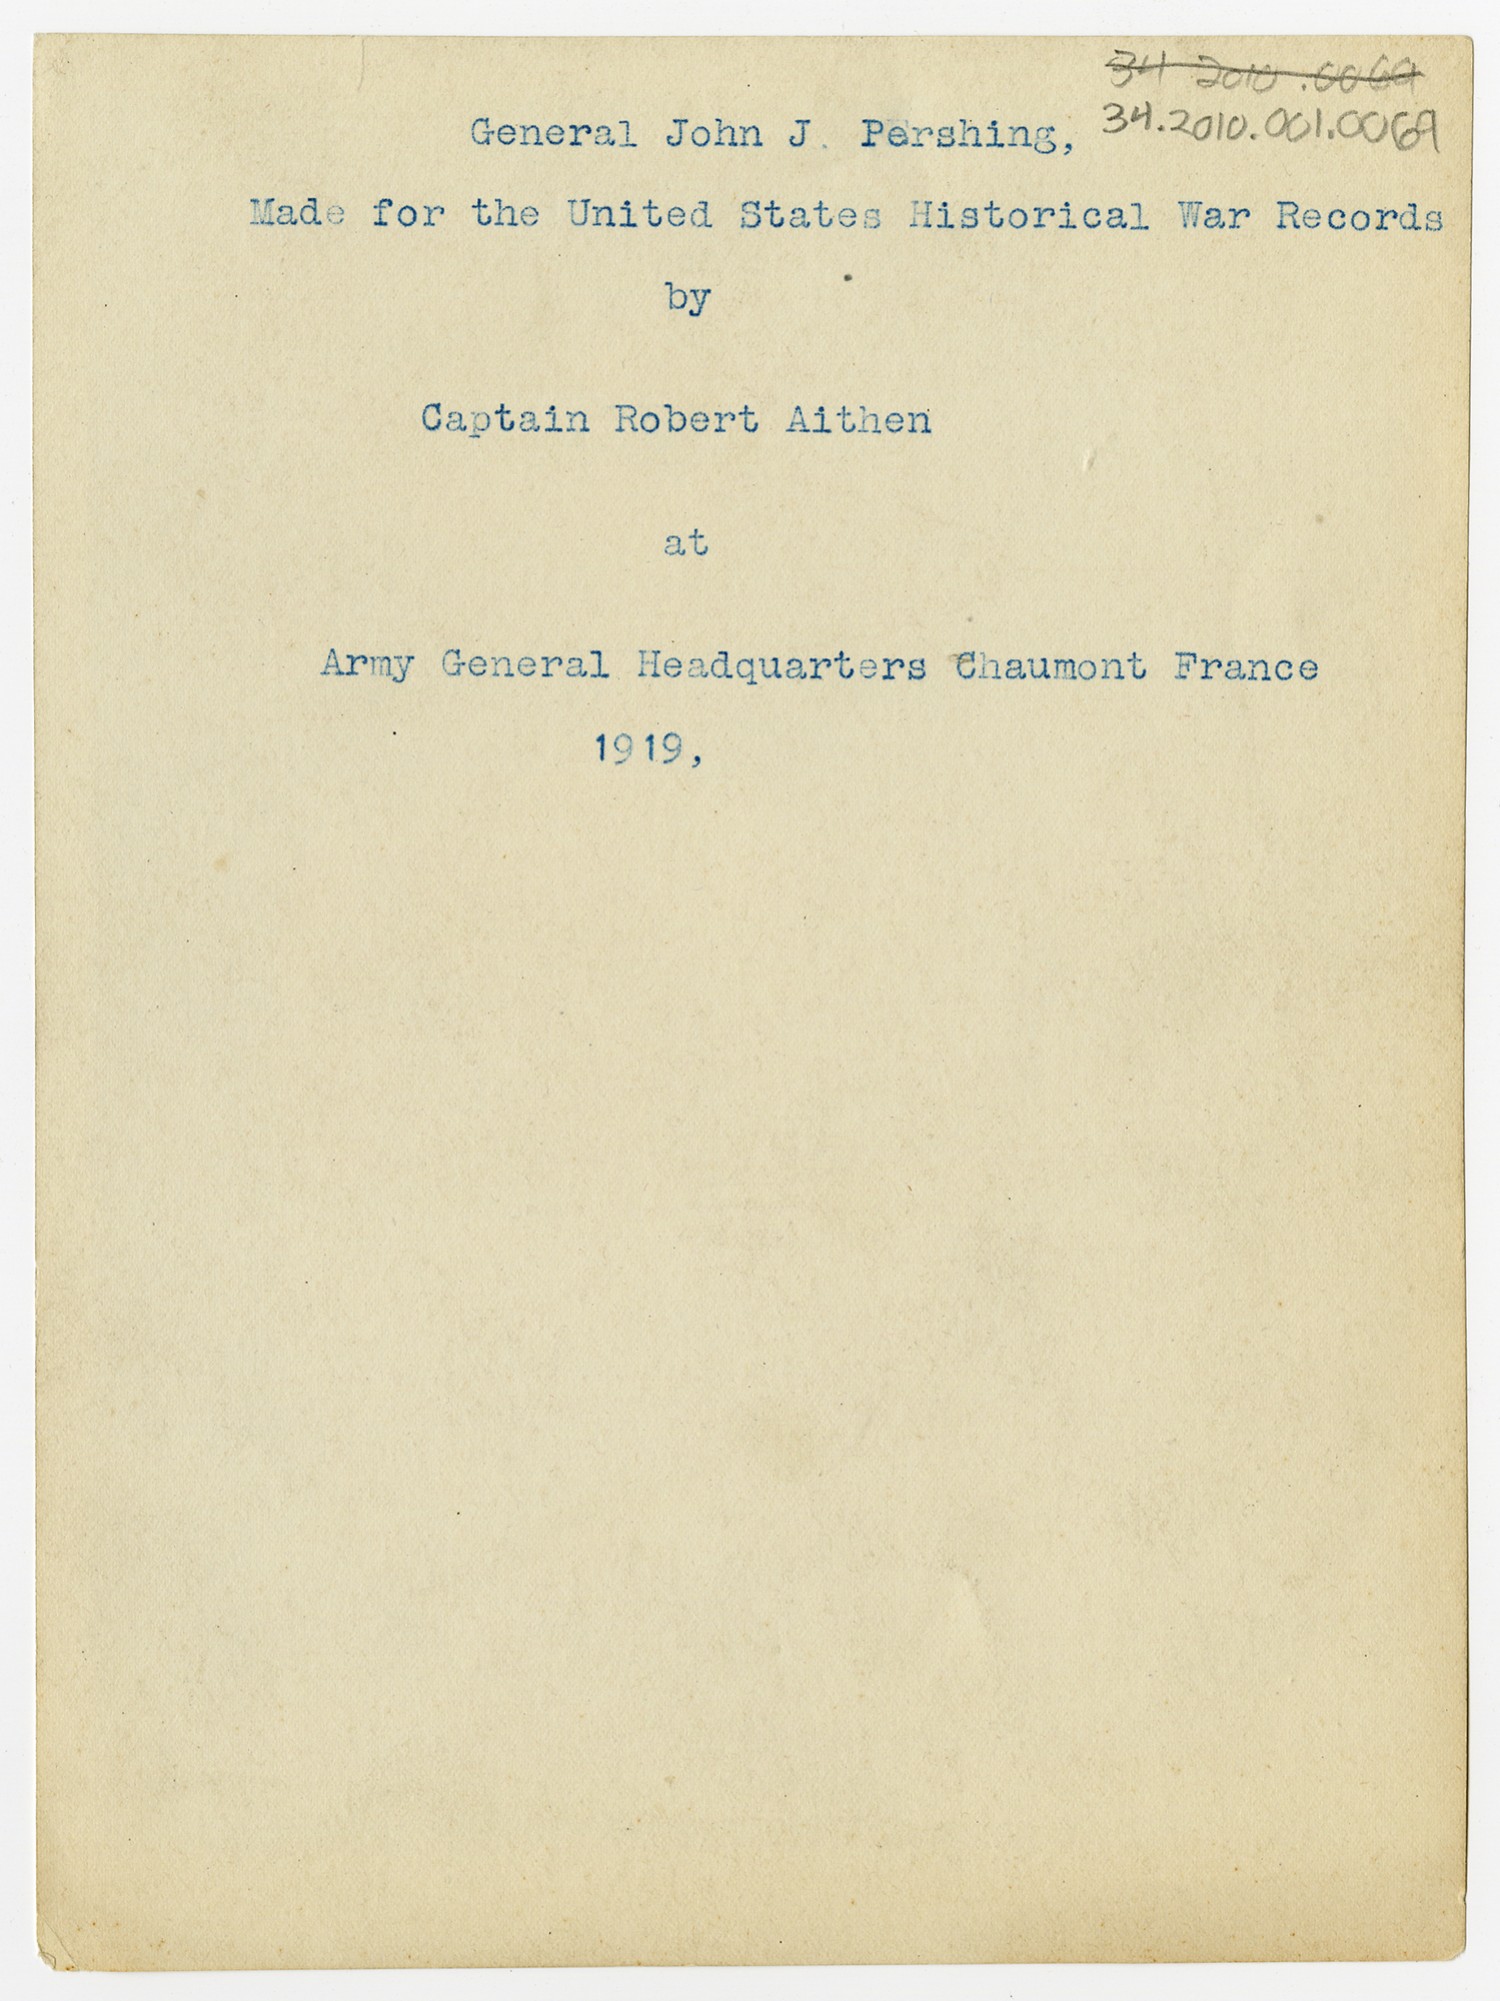 34 2010.0069
34.2010.001.0069
General John J. Pershing,
Made for the United States Historical War Records
by
Captain Robert Aithen
at
Army General Headquarters Chaumont France
1919,